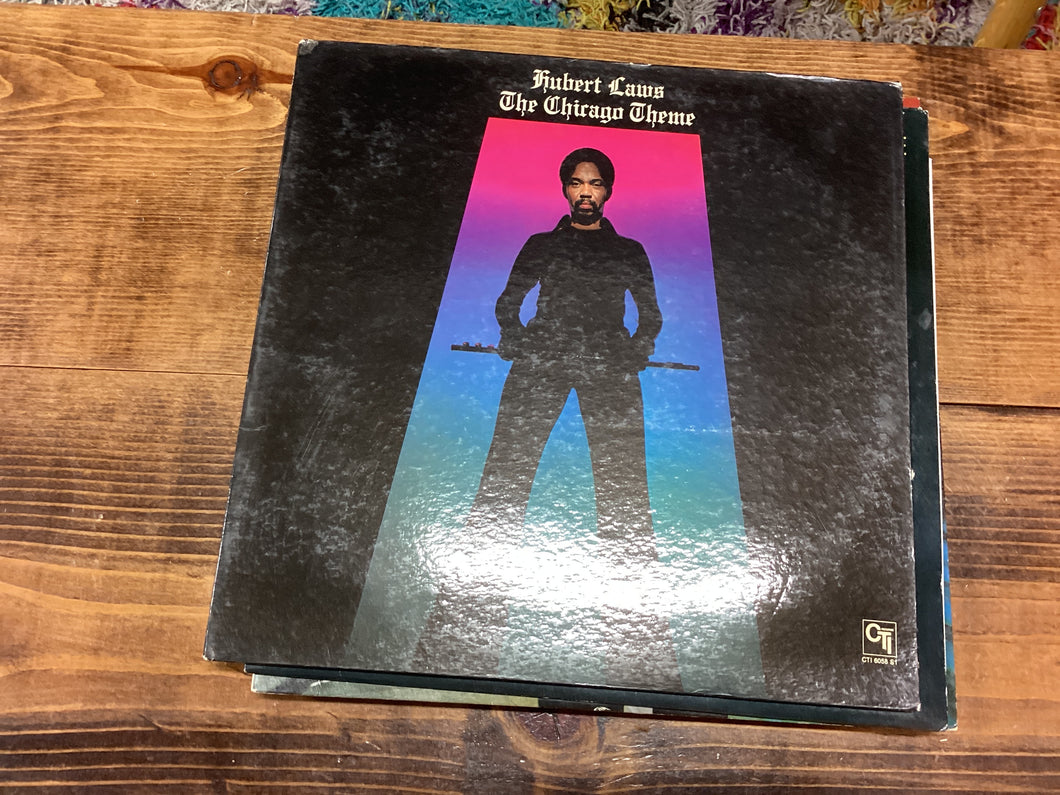 Hubert Laws
The Chicago Theme
CTI
CTI 6058 S1